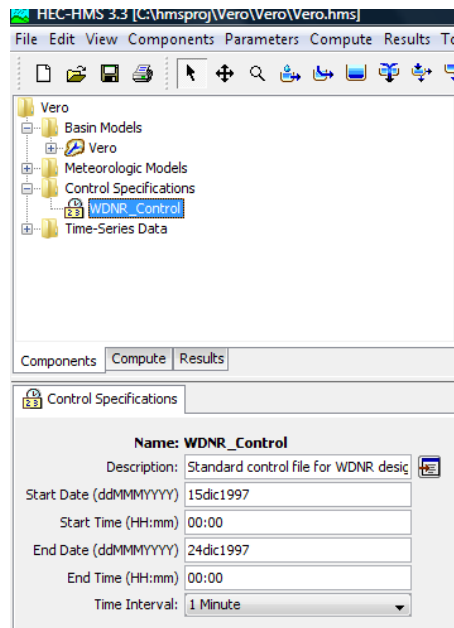 HEC-HMS 3.3 [C:\hmsproj\Vero\Vero\Vero.hms]
File Edit View Components Parameters Compute Results
Vero
Basin Models
Vero
Meteorologic Models
Control Specifications
WDNR_Control
Time-Series Data
Components Compute Results
Control Specifications
Name: WDNR_Control
Description: Standard control file for WDNR desig
Start Date (ddMMMYYYY) 15dic1997
Start Time (HH:mm) 00:00
End Date (ddMMMYYYY) 24dic1997
End Time (HH:mm) 00:00
Time Interval: 1 Minute